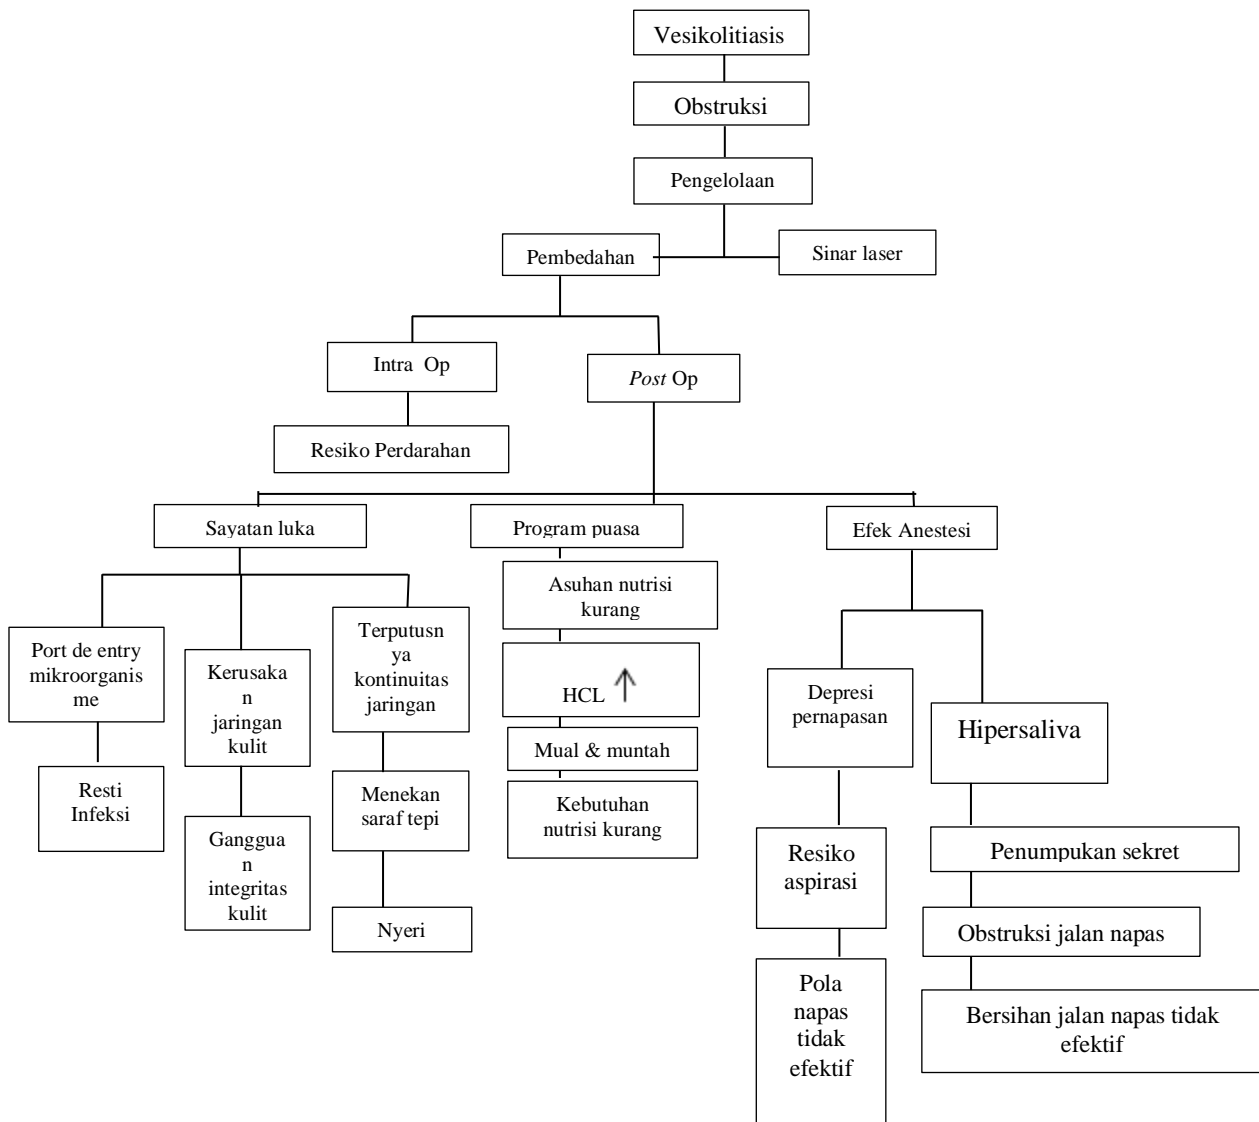 Vesikolitiasis
Obstruksi
Pengelolaan
Pembedahan
Sinar laser
Intra Op
Post Op
Resiko Perdarahan
Sayatan luka
Program puasa
Efek Anestesi
Port de entry
mikroorganis
me
Resti
Infeksi
Kerusaka
n
jaringan
kulit
Ganggua
n
integritas
kulit
Terputusn
ya
kontinuitas
jaringan
Menekan
saraf tepi
Nyeri
Asuhan nutrisi
kurang
HCL ↑
Mual & muntah
Kebutuhan
nutrisi kurang
Depresi
pernapasan
Resiko
aspirasi
Pola
napas
tidak
efektif
Hipersaliva
Penumpukan sekret
Obstruksi jalan napas
Bersihan jalan napas tidak
efektif